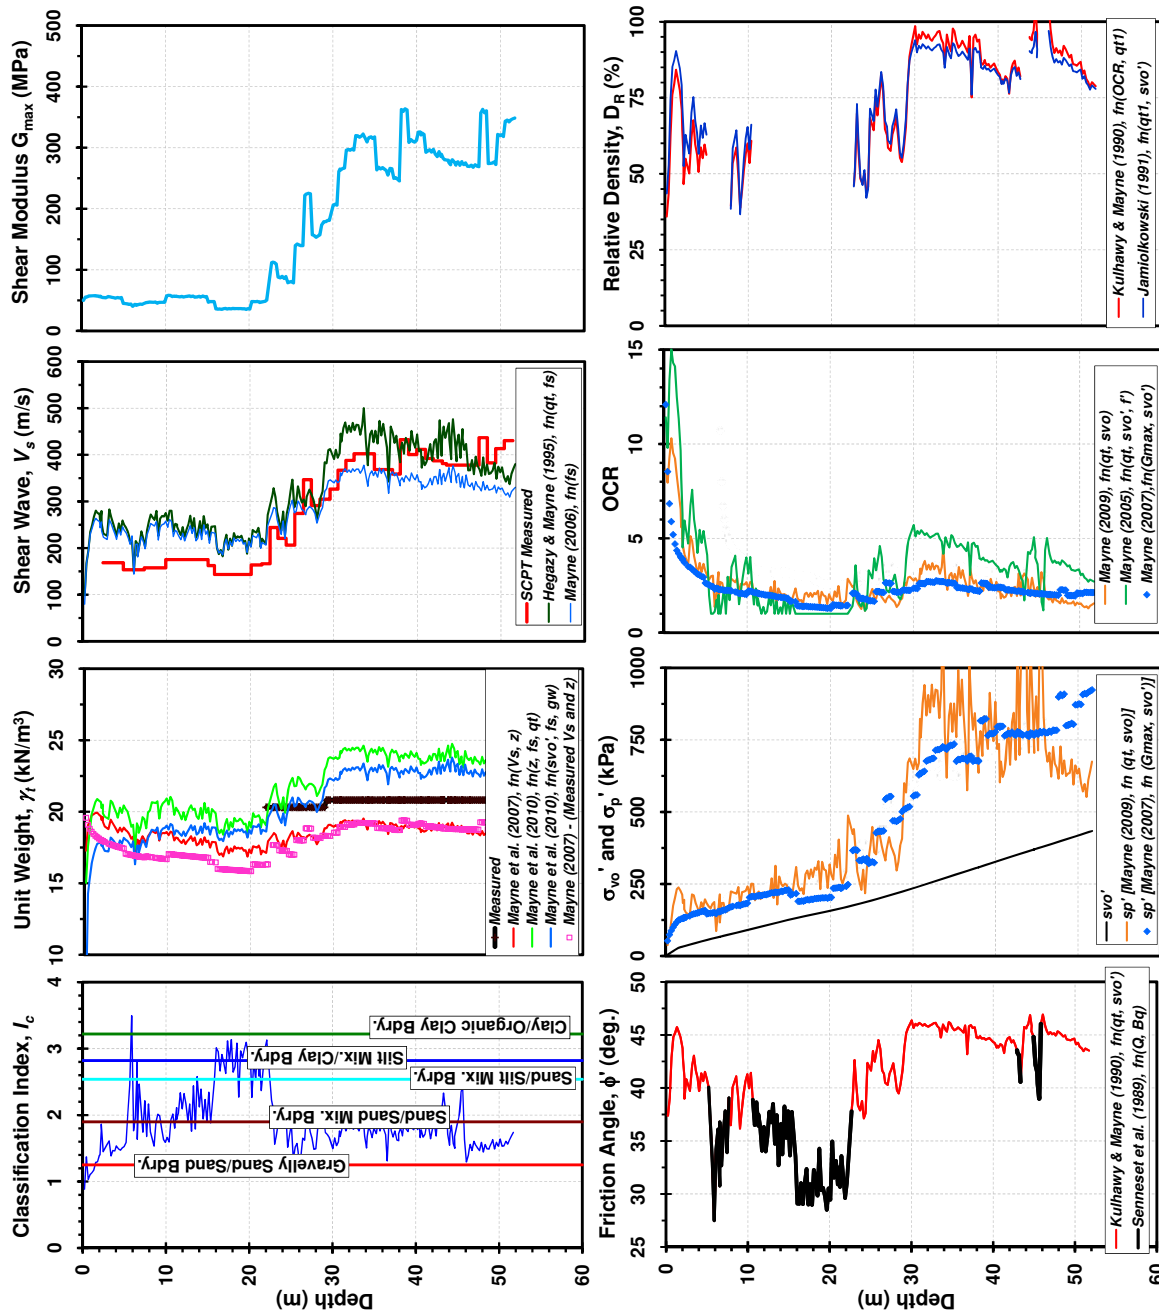 Classification Index, Ic
0 1 2 3 4
Depth (m)
0
10
20
30
40
50
60
Gravelly Sand/Sand Bdry.
Sand/Sand Mix. Bdry.
Sand/Silt Mix. Bdry.
Silt Mix./Clay Bdry.
Clay/Organic Clay Bdry.
Unit Weight, γt (kN/m³)
10 15 20 25 30
Measured
Mayne et al. (2007), fn(Vs, z)
Mayne et al. (2010), fn(z, fs, qt)
Mayne et al. (2010), fn(svo', fs, gw)
Mayne (2007) - (Measured Vs and z)
Shear Wave, Vs (m/s)
0 100 200 300 400 500 600
SCPT Measured
Hegazy & Mayne (1995), fn(qt, fs)
Mayne (2006), fn(fs)
Shear Modulus Gmax (MPa)
0 100 200 300 400 500
Friction Angle, ϕ' (deg.)
25 30 35 40 45 50
Depth (m)
0
10
20
30
40
50
60
Kulhawy & Mayne (1990), fn(qt, svo')
Senneset et al. (1989), fn(Q, Bq)
σvo' and σp' (kPa)
0 250 500 750 1000
svo'
sp' [Mayne (2009), fn (qt, svo)]
sp' [Mayne (2007), fn (Gmax, svo')]
OCR
0 5 10 15
Mayne (2009), fn(qt, svo)
Mayne (2005), fn(qt, svo', f')
Mayne (2007),fn(Gmax, svo')
Relative Density, DR (%)
0 25 50 75 100
Kulhawy & Mayne (1990), fn(OCR, qt1)
Jamiolkowski (1991), fn(qt1, svo')